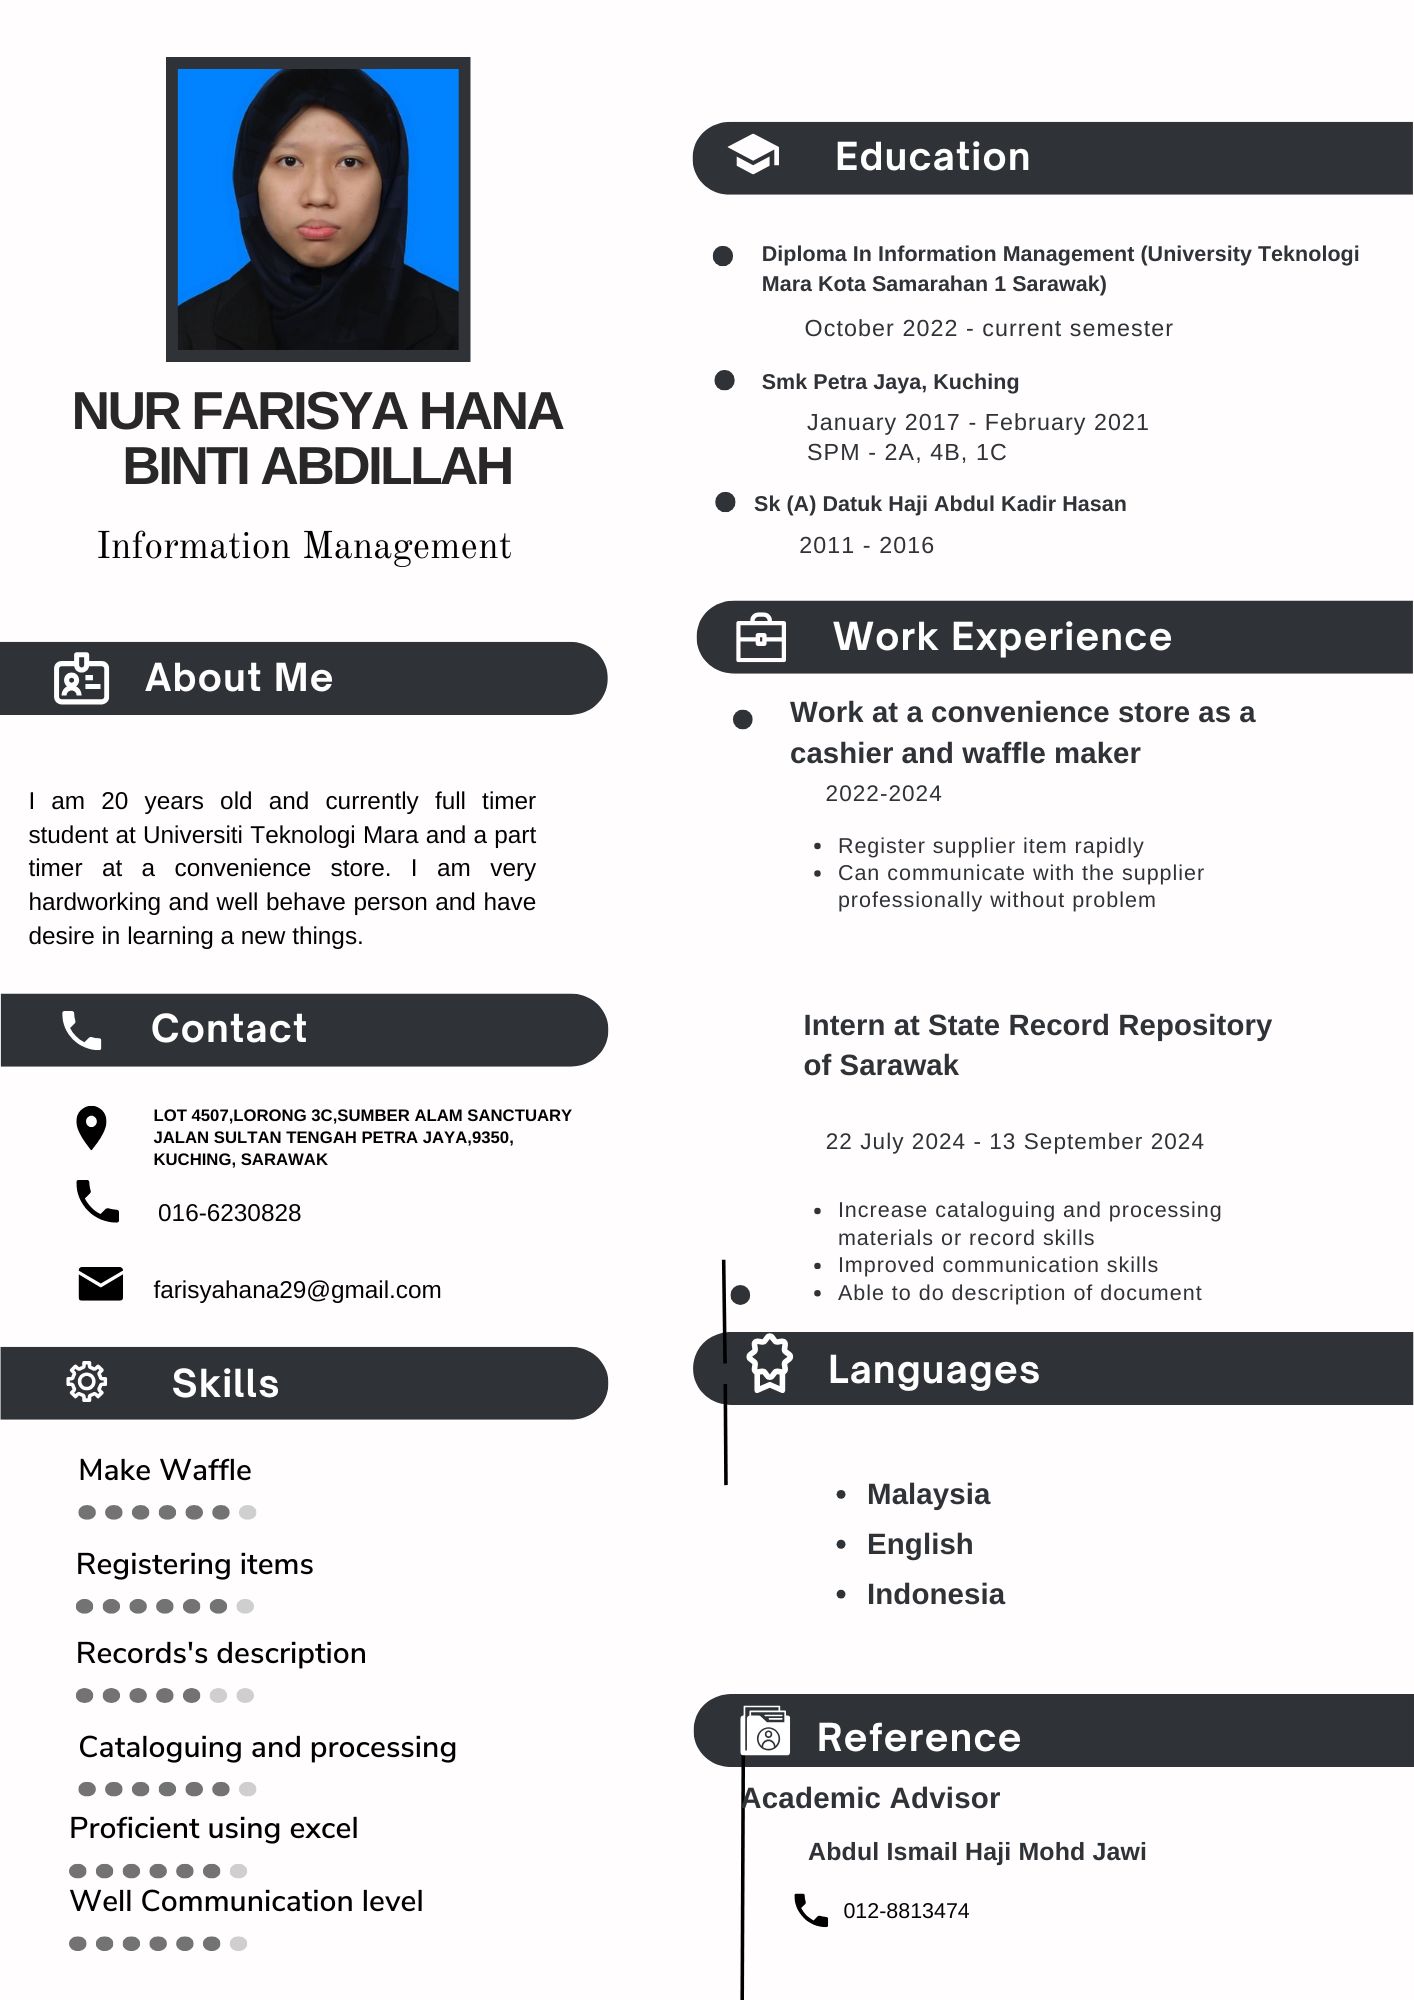 NUR FARISYA HANA
BINTI ABDILLAH
Information Management
About Me
I am 20 years old and currently full timer
student at Universiti Teknologi Mara and a part
timer at a convenience store. I am very
hardworking and well behave person and have
desire in learning a new things.
Contact
LOT 4507,LORONG 3C,SUMBER ALAM SANCTUARY
JALAN SULTAN TENGAH PETRA JAYA,9350,
KUCHING, SARAWAK
016-6230828
farisyahana29@gmail.com
Skills
Make Waffle
Registering items
Records's description
Cataloguing and processing
Proficient using excel
Well Communication level
Education
Diploma In Information Management (University Teknologi
Mara Kota Samarahan 1 Sarawak)
October 2022 - current semester
Smk Petra Jaya, Kuching
January 2017 - February 2021
SPM - 2A, 4B, 1C
Sk (A) Datuk Haji Abdul Kadir Hasan
2011 - 2016
Work Experience
Work at a convenience store as a
cashier and waffle maker
2022-2024
• Register supplier item rapidly
• Can communicate with the supplier
professionally without problem
Intern at State Record Repository
of Sarawak
22 July 2024 - 13 September 2024
• Increase cataloguing and processing
materials or record skills
• Improved communication skills
• Able to do description of document
Languages
• Malaysia
• English
• Indonesia
Reference
Academic Advisor
Abdul Ismail Haji Mohd Jawi
012-8813474